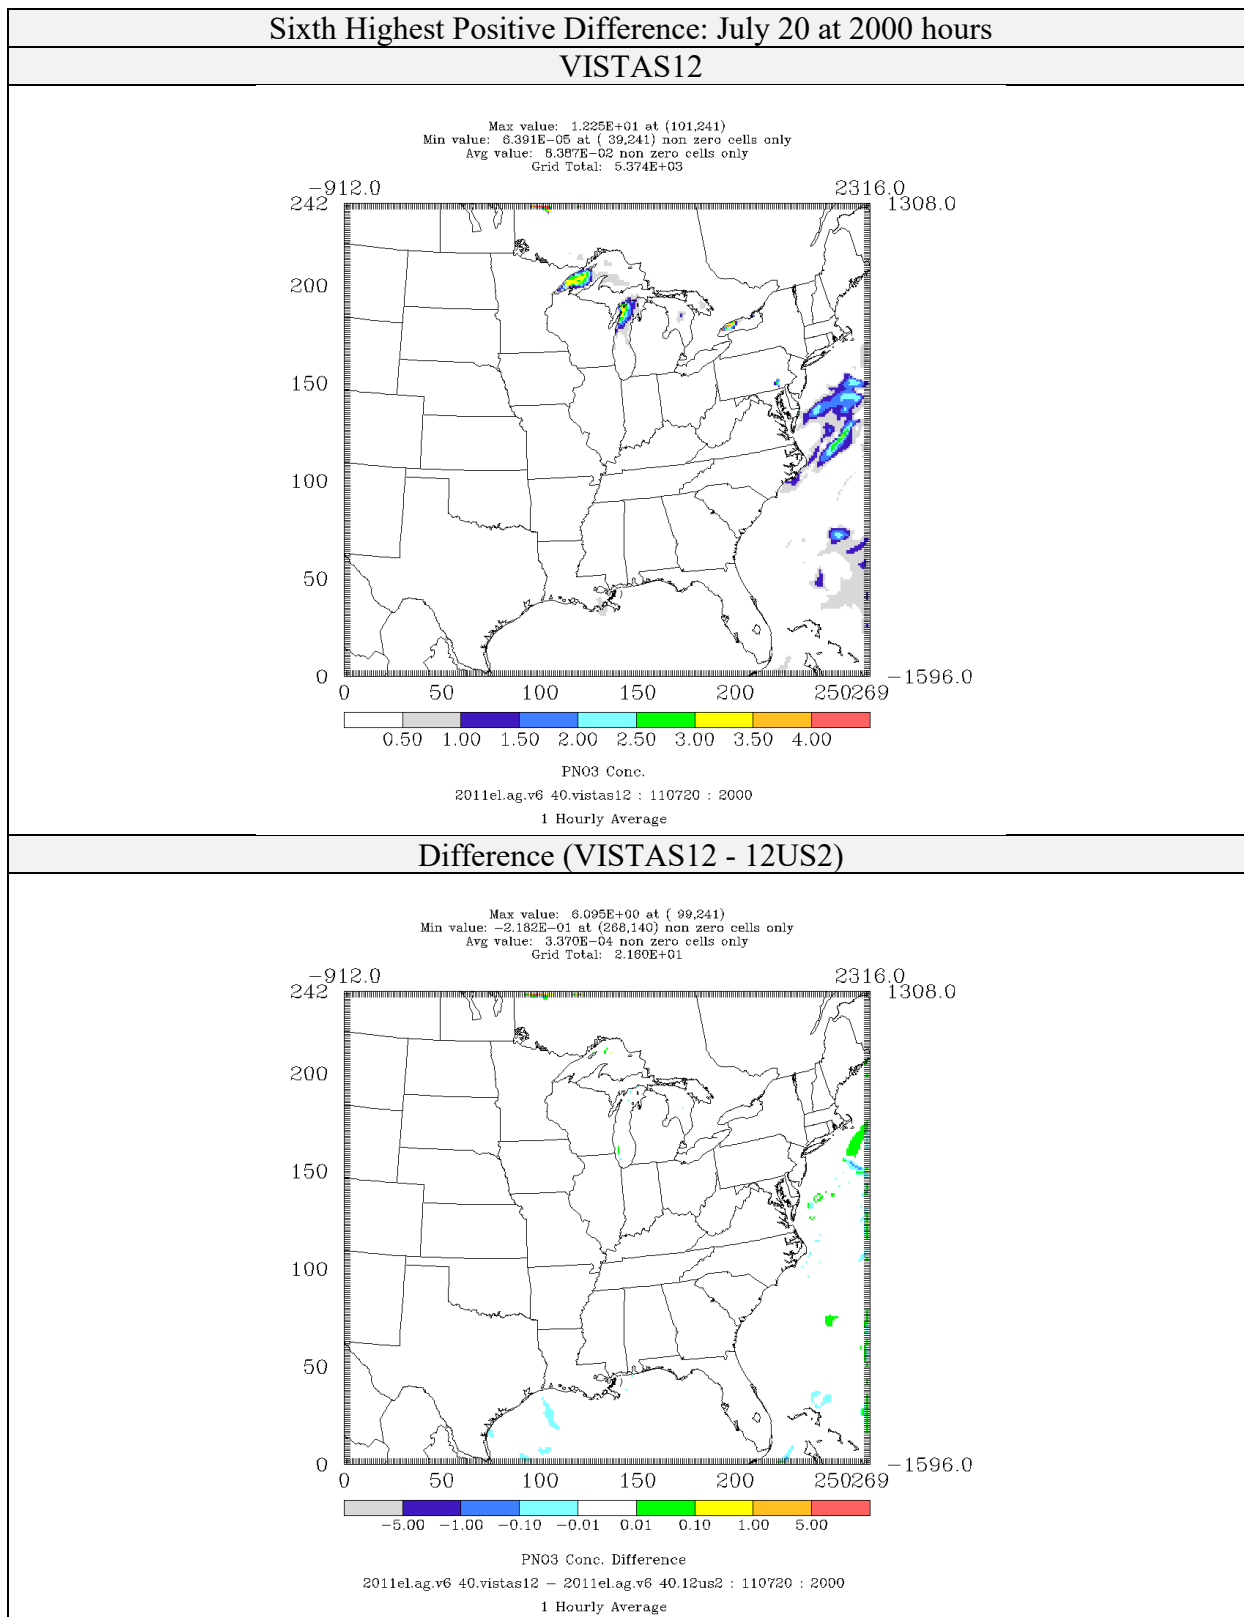 Sixth Highest Positive Difference: July 20 at 2000 hours
VISTAS12
Max value: 1.225E+01 at (101,241)
Min value: 6.391E-05 at ( 39,241) non zero cells only
Avg value: 8.387E-02 non zero cells only
Grid Total: 5.374E+03
-912.0 2316.0
242 1308.0
200
150
100
50
0 -1596.0
0 50 100 150 200 250269
0.50 1.00 1.50 2.00 2.50 3.00 3.50 4.00
PNO3 Conc.
2011el.ag.v6 40.vistas12 : 110720 : 2000
1 Hourly Average
Difference (VISTAS12 - 12US2)
Max value: 6.095E+00 at ( 99,241)
Min value: -2.182E-01 at (268,140) non zero cells only
Avg value: 3.370E-04 non zero cells only
Grid Total: 2.160E+01
-912.0 2316.0
242 1308.0
200
150
100
50
0 -1596.0
0 50 100 150 200 250269
-5.00 -1.00 -0.10 -0.01 0.01 0.10 1.00 5.00
PNO3 Conc. Difference
2011el.ag.v6 40.vistas12 - 2011el.ag.v6 40.12us2 : 110720 : 2000
1 Hourly Average